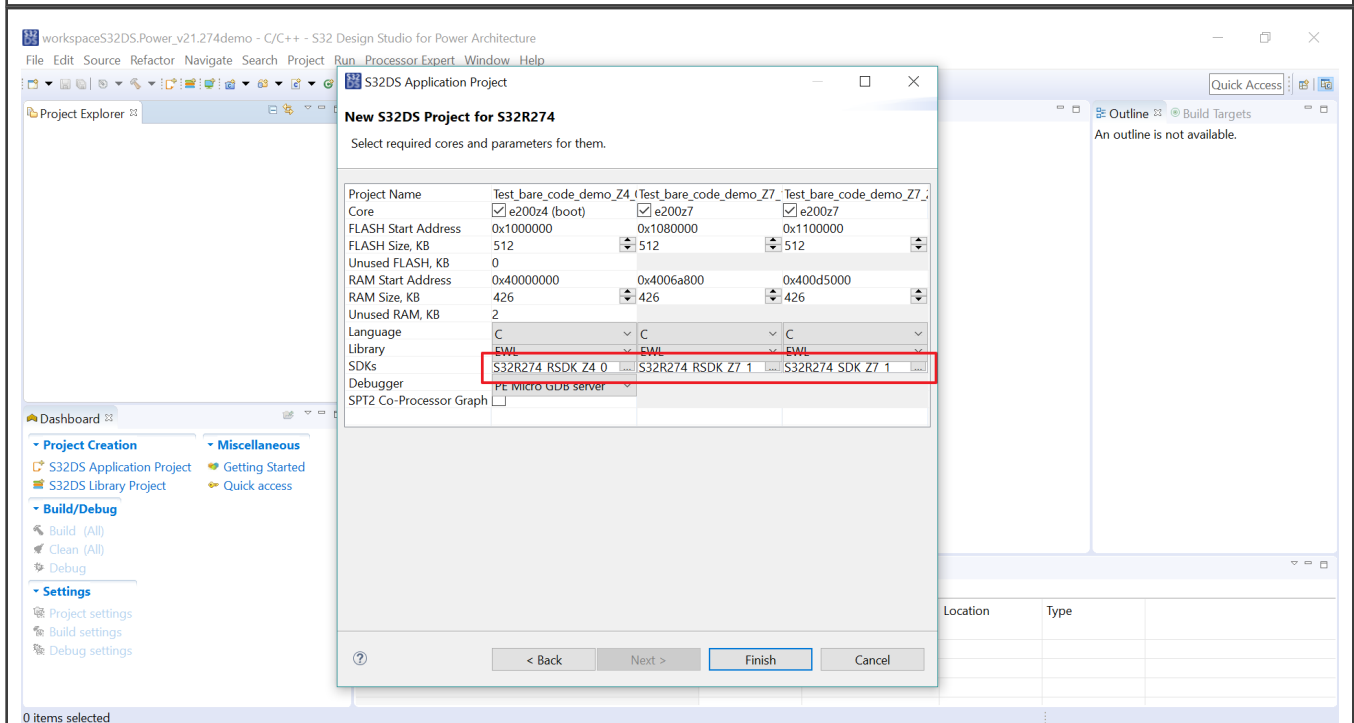 workspaceS32DS.Power_v21.274demo - C/C++ - S32 Design Studio for Power Architecture
File Edit Source Refactor Navigate Search Project Run Processor Expert Window Help
Quick Access
Project Explorer
S32DS Application Project
New S32DS Project for S32R274
Select required cores and parameters for them.
Project Name Test_bare_code_demo_Z4_( Test_bare_code_demo_Z7_ Test_bare_code_demo_Z7_2
Core e200z4 (boot) e200z7 e200z7
FLASH Start Address 0x1000000 0x1080000 0x1100000
FLASH Size, KB 512 512 512
Unused FLASH, KB 0
RAM Start Address 0x40000000 0x4006a800 0x400d5000
RAM Size, KB 426 426 426
Unused RAM, KB 2
Language C C C
Library EWL EWL EWL
SDKs S32R274_RSDK_Z4_0 ... S32R274_RSDK_Z7_1 ... S32R274_SDK_Z7_1 ...
Debugger PE Micro GDB server
SPT2 Co-Processor Graph
< Back Next > Finish Cancel
Outline Build Targets
An outline is not available.
Dashboard
Project Creation Miscellaneous
S32DS Application Project Getting Started
S32DS Library Project Quick access
Build/Debug
Build (All)
Clean (All)
Debug
Settings
Project settings
Build settings
Debug settings
Location Type
0 items selected